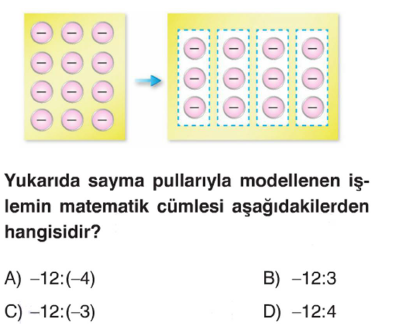 Yukarıda sayma pullarıyla modellenen iş-
lemin matematik cümlesi aşağıdakilerden
hangisidir?
A) –12:(–4)
B) –12:3
C) –12:(–3)
D) –12:4